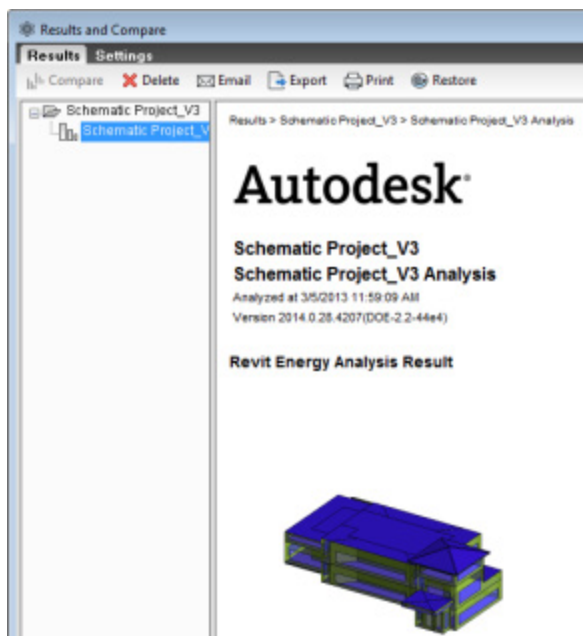 Results and Compare
Results Settings
Compare Delete Email Export Print Restore
Schematic Project_V3
Schematic Project_V
Results > Schematic Project_V3 > Schematic Project_V3 Analysis
Autodesk®
Schematic Project_V3
Schematic Project_V3 Analysis
Analyzed at 3/5/2013 11:59:09 AM
Version 2014.0.28.4207(DOE-2.2-44e4)
Revit Energy Analysis Result